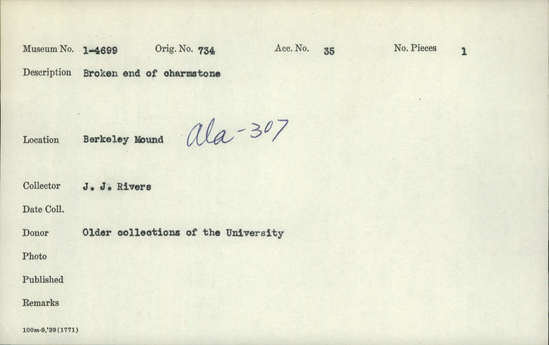 Museum No. 1-4699 Orig. No. 734 Acc. No. 35 No. Pieces 1
Description Broken end of charmstone
Location Berkeley Mound Ala-307
Collector J. J. Rivers
Date Coll.
Donor Older collections of the University
Photo
Published
Remarks
100m-9,'39(1771)